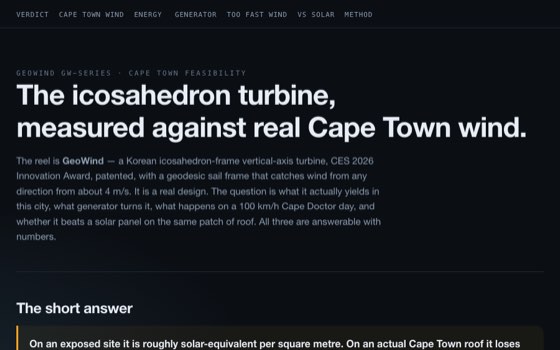 VERDICT CAPE TOWN WIND ENERGY GENERATOR TOO FAST WIND VS SOLAR METHOD
GEOWIND GW-SERIES · CAPE TOWN FEASIBILITY
The icosahedron turbine,
measured against real Cape Town wind.
The reel is GeoWind — a Korean icosahedron-frame vertical-axis turbine, CES 2026
Innovation Award, patented, with a geodesic sail frame that catches wind from any
direction from about 4 m/s. It is a real design. The question is what it actually yields in
this city, what generator turns it, what happens on a 100 km/h Cape Doctor day, and
whether it beats a solar panel on the same patch of roof. All three are answerable with
numbers.
The short answer
On an exposed site it is roughly solar-equivalent per square metre. On an actual Cape Town roof it loses